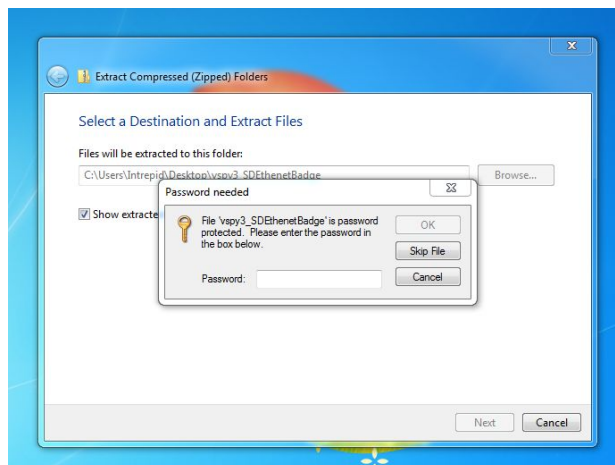 Extract Compressed (Zipped) Folders
Select a Destination and Extract Files
Files will be extracted to this folder:
C:\Users\Intrepid\Desktop\vspy3_SDEthenetBadge
Browse...
Password needed
Show extracte
File 'vspy3_SDEthenetBadge' is password
protected. Please enter the password in
the box below.
OK
Skip File
Password:
Cancel
Next
Cancel